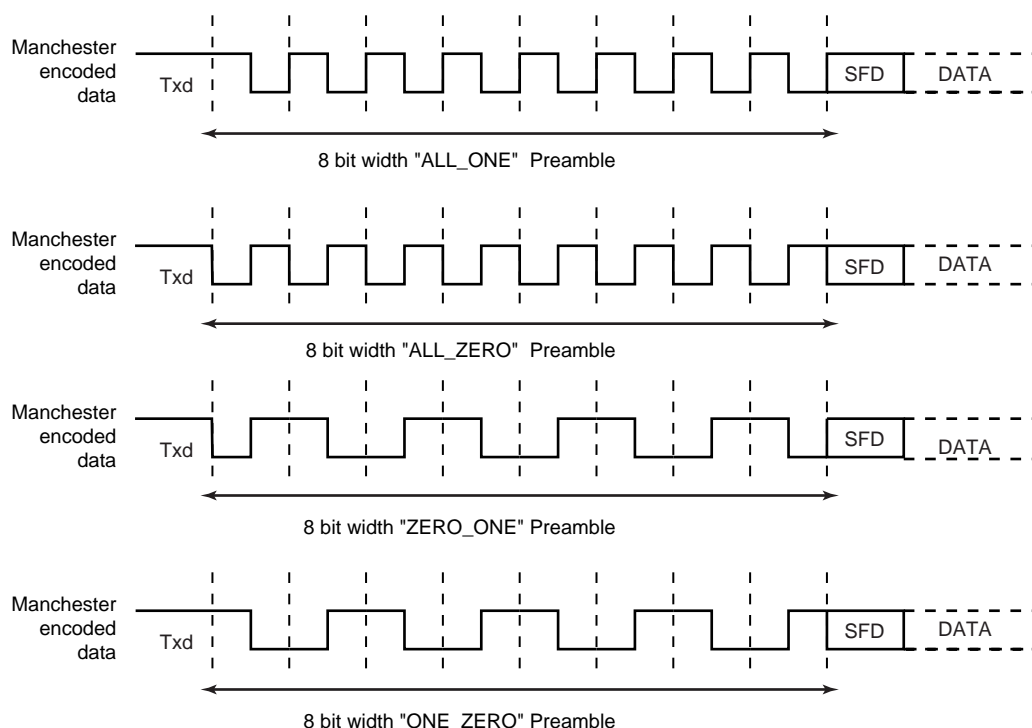 Manchester
encoded
data
Txd
SFD
DATA
8 bit width "ALL_ONE" Preamble
Manchester
encoded
data
Txd
SFD
DATA
8 bit width "ALL_ZERO" Preamble
Manchester
encoded
data
Txd
SFD
DATA
8 bit width "ZERO_ONE" Preamble
Manchester
encoded
data
Txd
SFD
DATA
8 bit width "ONE_ZERO" Preamble